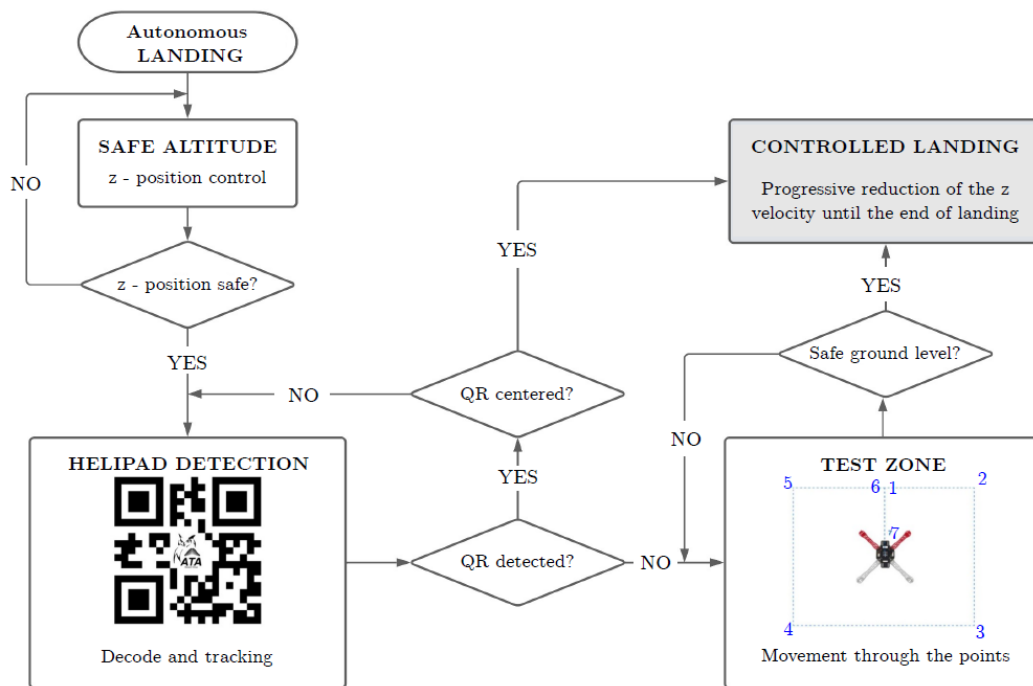 Autonomous
LANDING
SAFE ALTITUDE
z - position control
NO
z - position safe?
YES
HELIPAD DETECTION
ATA
Decode and tracking
QR detected?
YES
NO
QR centered?
NO
YES
TEST ZONE
5
6
1
2
7
4
3
Movement through the points
Safe ground level?
NO
YES
CONTROLLED LANDING
Progressive reduction of the z
velocity until the end of landing